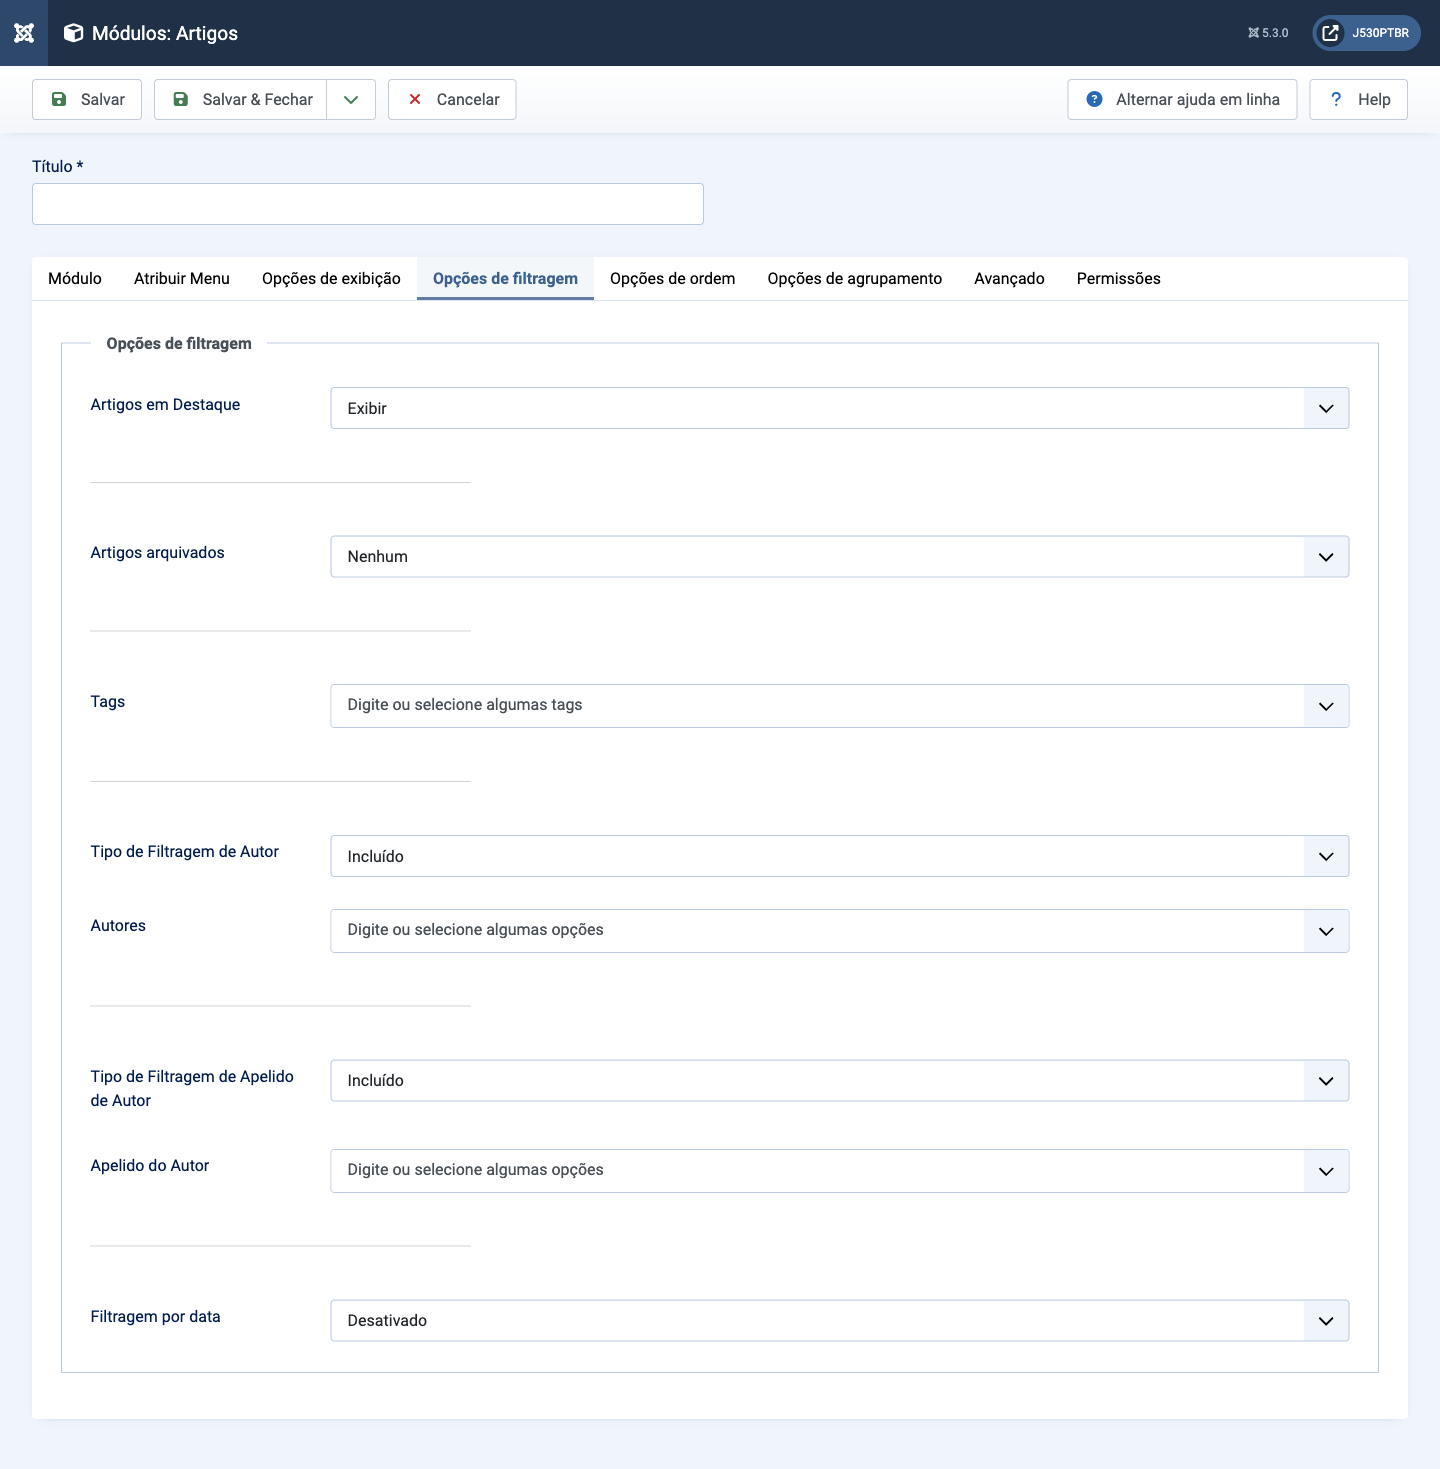 Módulos: Artigos
5.3.0
J530PTBR
Salvar
Salvar & Fechar
Cancelar
Alternar ajuda em linha
? Help
Título *
Módulo
Atribuir Menu
Opções de exibição
Opções de filtragem
Opções de ordem
Opções de agrupamento
Avançado
Permissões
Opções de filtragem
Artigos em Destaque
Exibir
Artigos arquivados
Nenhum
Tags
Digite ou selecione algumas tags
Tipo de Filtragem de Autor
Incluído
Autores
Digite ou selecione algumas opções
Tipo de Filtragem de Apelido
de Autor
Incluído
Apelido do Autor
Digite ou selecione algumas opções
Filtragem por data
Desativado